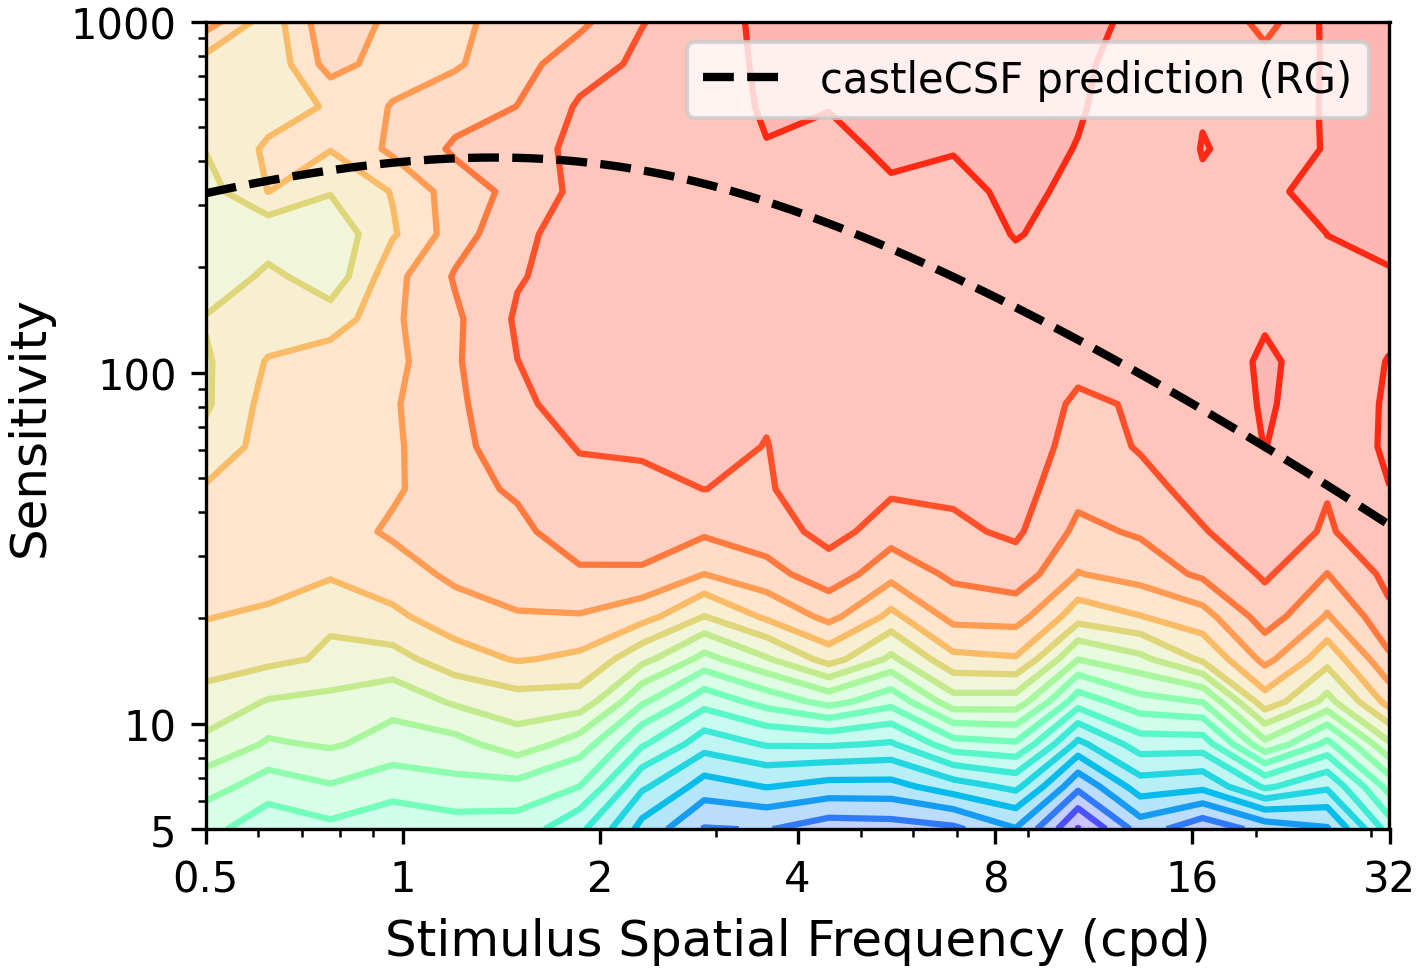 1000
100
10
5
Sensitivity
castleCSF prediction (RG)
0.5 1 2 4 8 16 32
Stimulus Spatial Frequency (cpd)